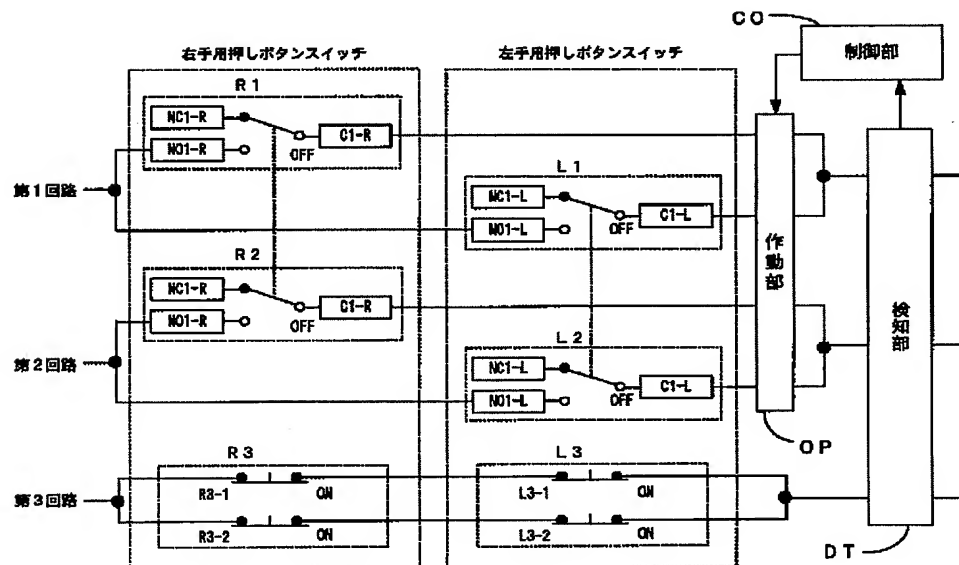 CO
制御部
右手用押しボタンスイッチ
左手用押しボタンスイッチ
R1
NC1-R
NO1-R
OFF
C1-R
第1回路
L1
NC1-L
NO1-L
OFF
C1-L
R2
NC1-R
NO1-R
OFF
C1-R
第2回路
L2
NC1-L
NO1-L
OFF
C1-L
作動部
検知部
OP
R3
R3-1
ON
R3-2
ON
L3
L3-1
ON
L3-2
ON
第3回路
DT